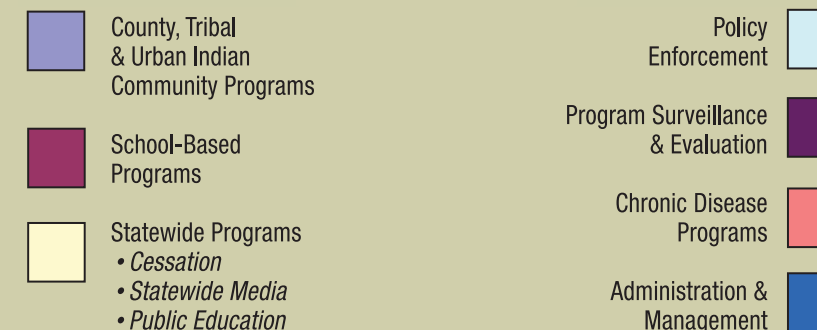 County, Tribal
& Urban Indian
Community Programs
School-Based
Programs
Statewide Programs
• Cessation
• Statewide Media
• Public Education
Policy
Enforcement
Program Surveillance
& Evaluation
Chronic Disease
Programs
Administration &
Management